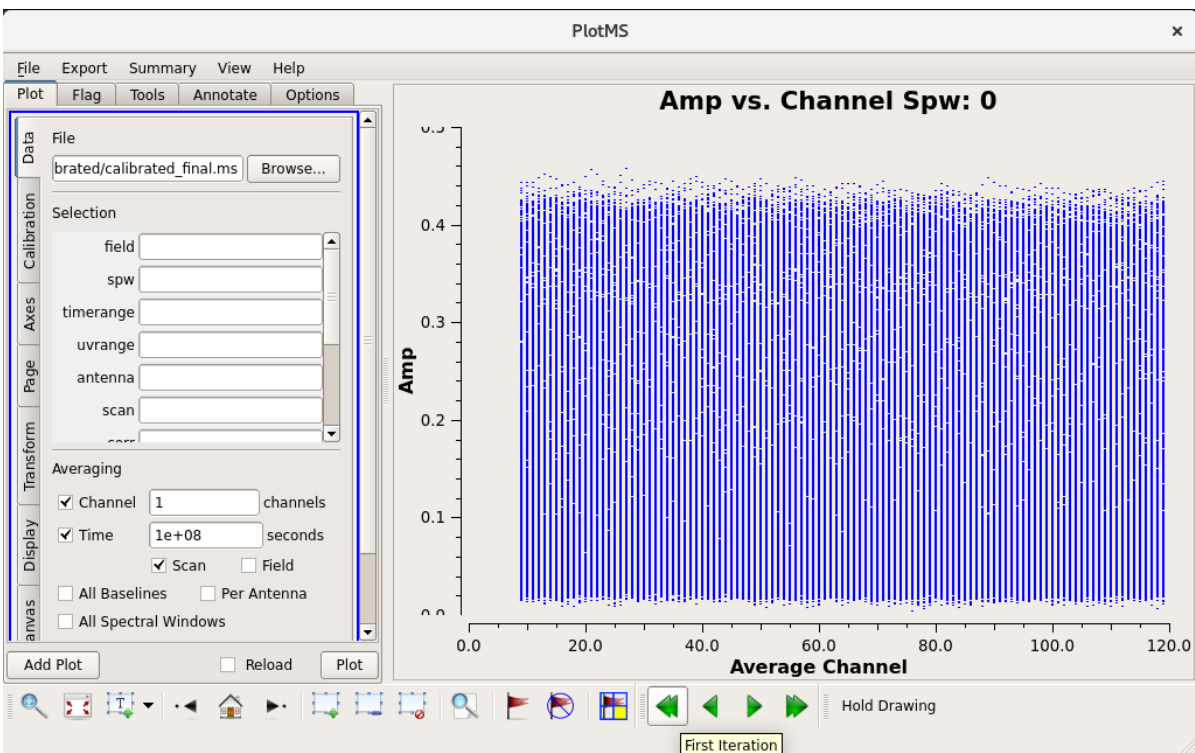 PlotMS
×
File Export Summary View Help
Plot Flag Tools Annotate Options
Data
Calibration
Axes
Page
Transform
Display
File
brated/calibrated_final.ms Browse...
Selection
field
spw
timerange
uvrange
antenna
scan
Averaging
Channel 1 channels
Time 1e+08 seconds
Scan Field
All Baselines Per Antenna
All Spectral Windows
Add Plot Reload Plot
Amp vs. Channel Spw: 0
Amp
0.4
0.3
0.2
0.1
0.0 20.0 40.0 60.0 80.0 100.0 120.0
Average Channel
T
Hold Drawing
First Iteration